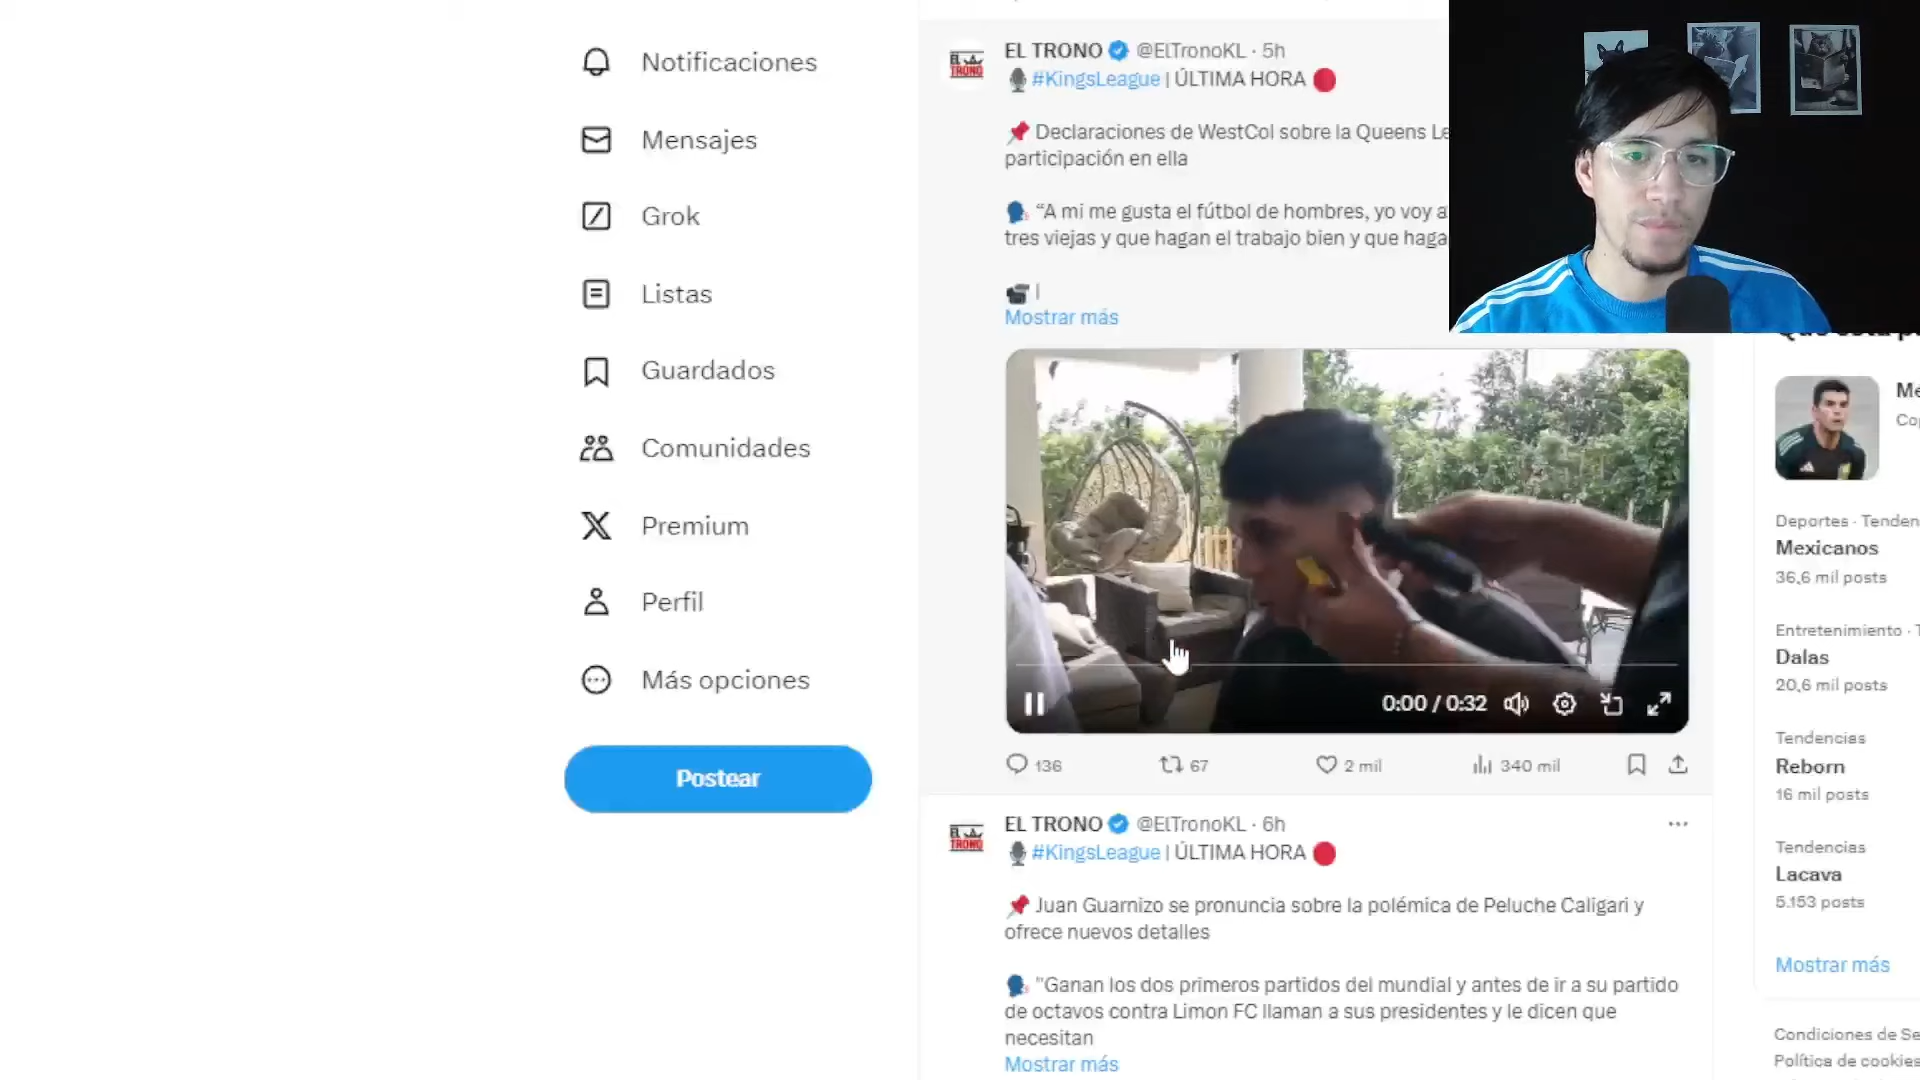 Notificaciones
Mensajes
Grok
Listas
Guardados
Comunidades
Premium
Perfil
Más opciones
Postear
EL TRONO
EL TRONO @ElTronoKL · 5h
#KingsLeague | ÚLTIMA HORA
Declaraciones de WestCol sobre la Queens Le
participación en ella
“A mi me gusta el fútbol de hombres, yo voy a
tres viejas y que hagan el trabajo bien y que haga
|
Mostrar más
0:00 / 0:32
136
67
2 mil
340 mil
EL TRONO
EL TRONO @ElTronoKL · 6h
#KingsLeague | ÚLTIMA HORA
Juan Guarnizo se pronuncia sobre la polémica de Peluche Caligari y
ofrece nuevos detalles
"Ganan los dos primeros partidos del mundial y antes de ir a su partido
de octavos contra Limon FC llaman a sus presidentes y le dicen que
necesitan
Mostrar más
Deportes · Tenden
Mexicanos
36,6 mil posts
Entretenimiento · T
Dalas
20,6 mil posts
Tendencias
Reborn
16 mil posts
Tendencias
Lacava
5.153 posts
Mostrar más
Condiciones de Se
Política de cookies